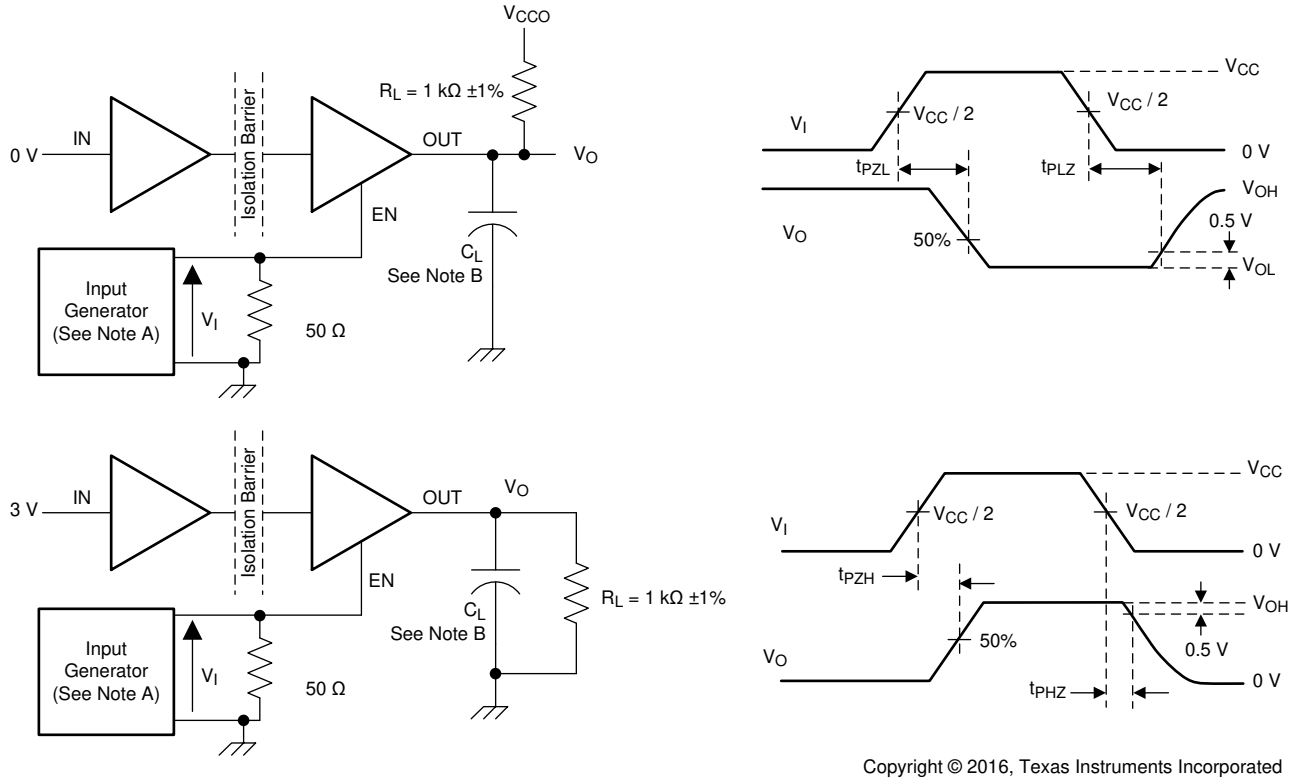 VCCO
RL = 1 kΩ ±1%
IN
Isolation Barrier
OUT
0 V
VO
EN
CL
See Note B
Input
Generator
(See Note A)
VI
50 Ω
VCC
VCC / 2
VCC / 2
VI
0 V
tPZL
tPLZ
VOH
0.5 V
VO
50%
VOL
3 V
IN
Isolation Barrier
OUT
VO
EN
RL = 1 kΩ ±1%
CL
See Note B
Input
Generator
(See Note A)
VI
50 Ω
VCC
VCC / 2
VCC / 2
VI
0 V
tPZH
VOH
50%
0.5 V
VO
tPHZ
0 V
Copyright © 2016, Texas Instruments Incorporated